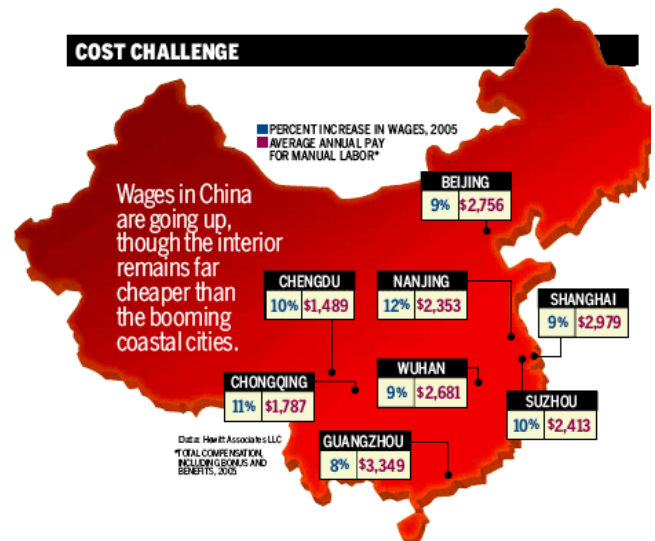 COST CHALLENGE
PERCENT INCREASE IN WAGES, 2005
AVERAGE ANNUAL PAY
FOR MANUAL LABOR*
Wages in China
are going up,
though the interior
remains far
cheaper than
the booming
coastal cities.
BEIJING
9% $2,756
CHENGDU
10% $1,489
NANJING
12% $2,353
SHANGHAI
9% $2,979
CHONGQING
11% $1,787
WUHAN
9% $2,681
SUZHOU
10% $2,413
GUANGZHOU
8% $3,349
Data: Hewitt Associates LLC
*TOTAL COMPENSATION,
INCLUDING BONUS AND
BENEFITS, 2005